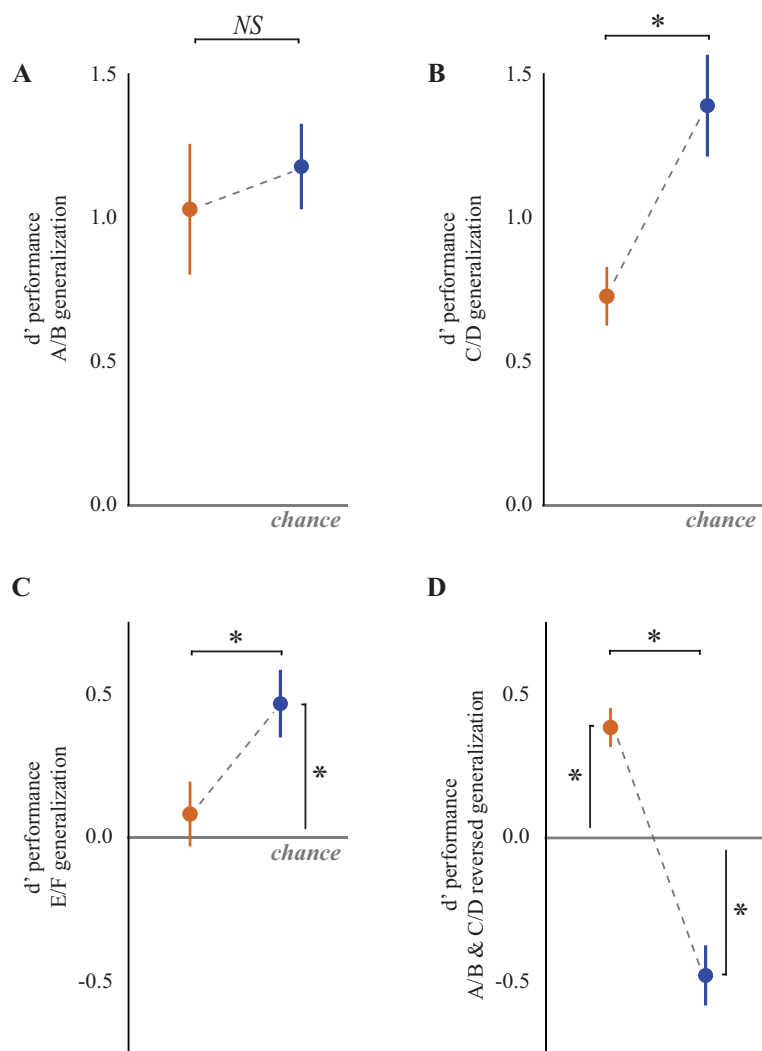 A
NS
1.5
1.0
0.5
0.0
d’ performance
A/B generalization
chance
B
*
1.5
1.0
0.5
0.0
d’ performance
C/D generalization
chance
C
*
0.5
0.0
-0.5
*
d’ performance
E/F generalization
chance
D
*
0.5
0.0
-0.5
*
*
d’ performance
A/B & C/D reversed generalization